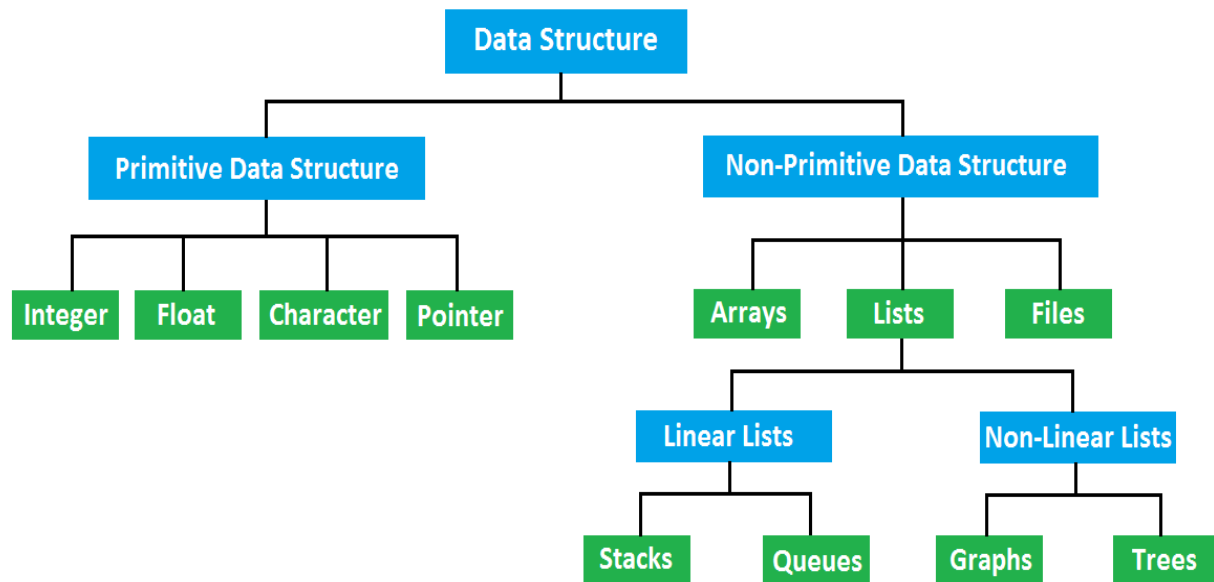 Data Structure
Primitive Data Structure
Non-Primitive Data Structure
Integer
Float
Character
Pointer
Arrays
Lists
Files
Linear Lists
Non-Linear Lists
Stacks
Queues
Graphs
Trees